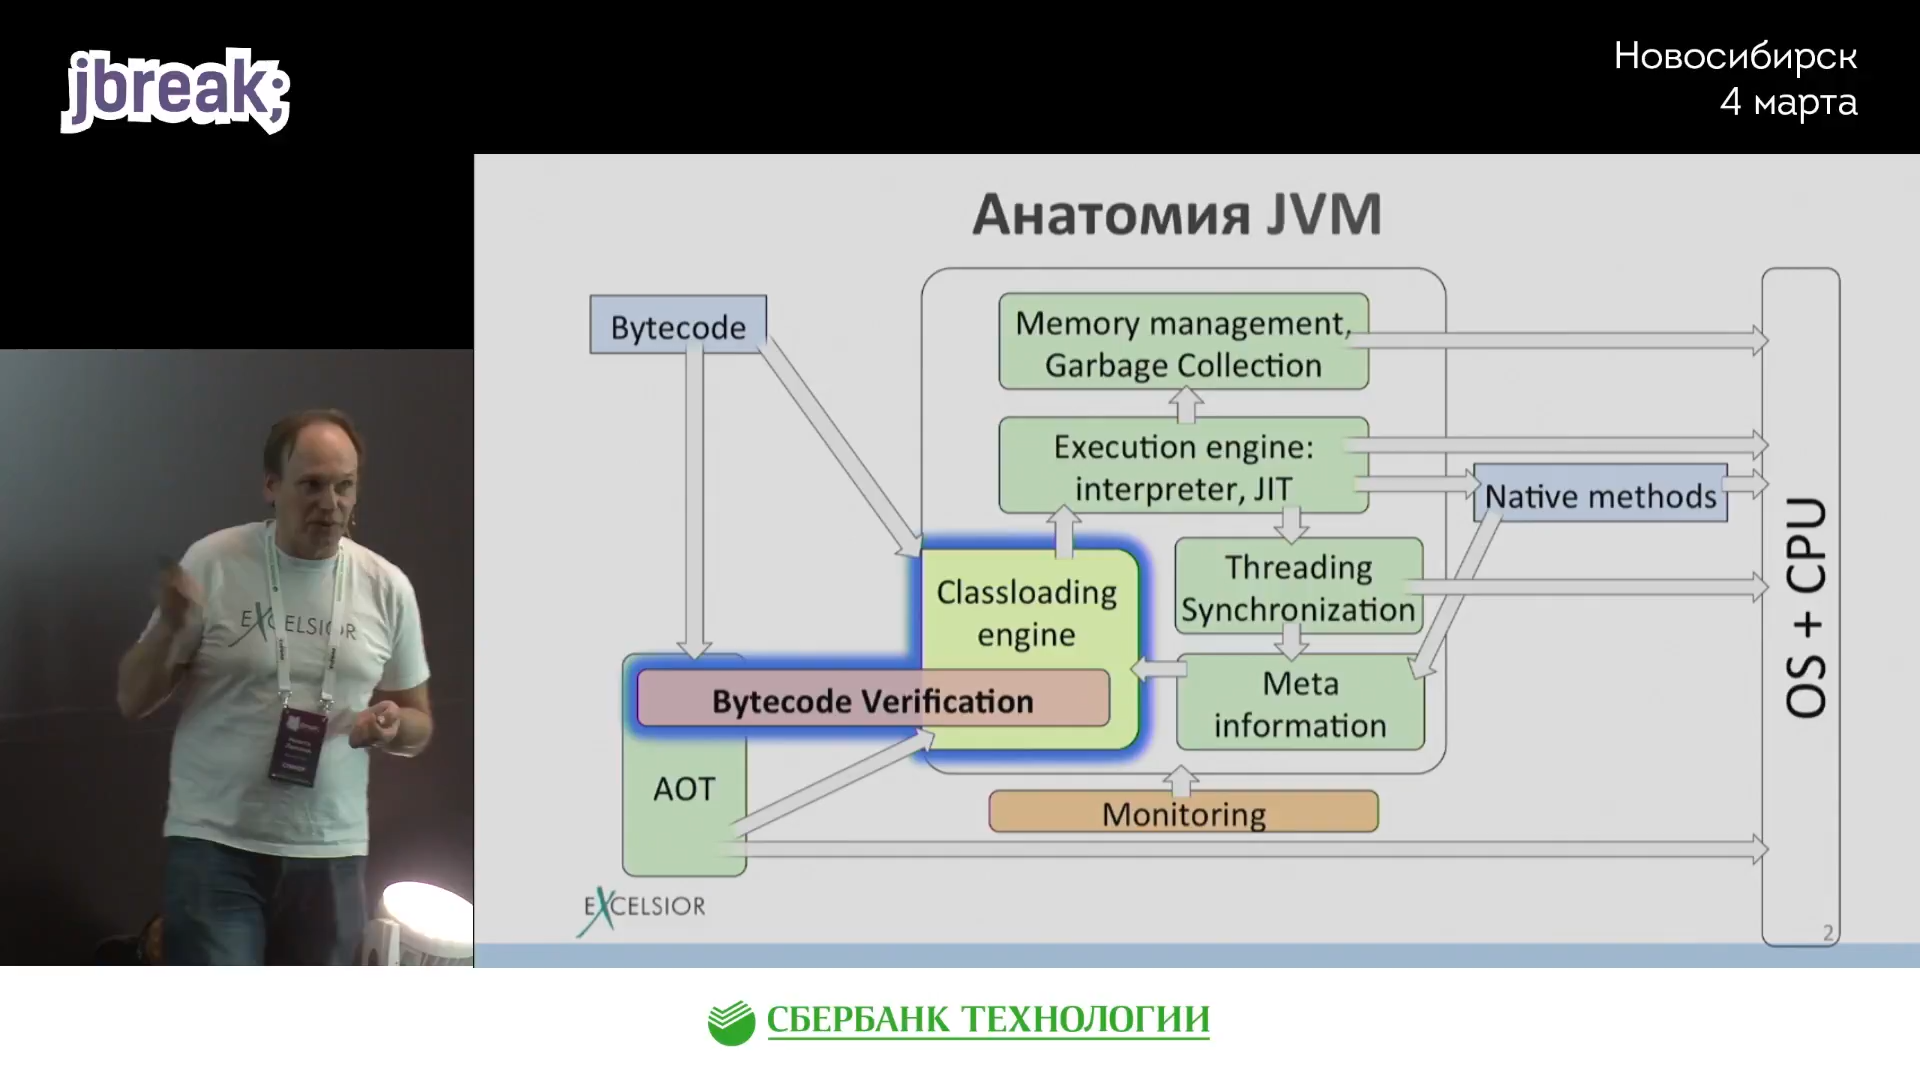 jbreak;
Новосибирск
4 марта
Анатомия JVM
Bytecode
Memory management,
Garbage Collection
Execution engine:
interpreter, JIT
Native methods
Classloading
engine
Threading
Synchronization
Bytecode Verification
Meta
information
AOT
Monitoring
OS + CPU
EXCELSIOR
2
EXCELSIOR
СБЕРБАНК ТЕХНОЛОГИИ